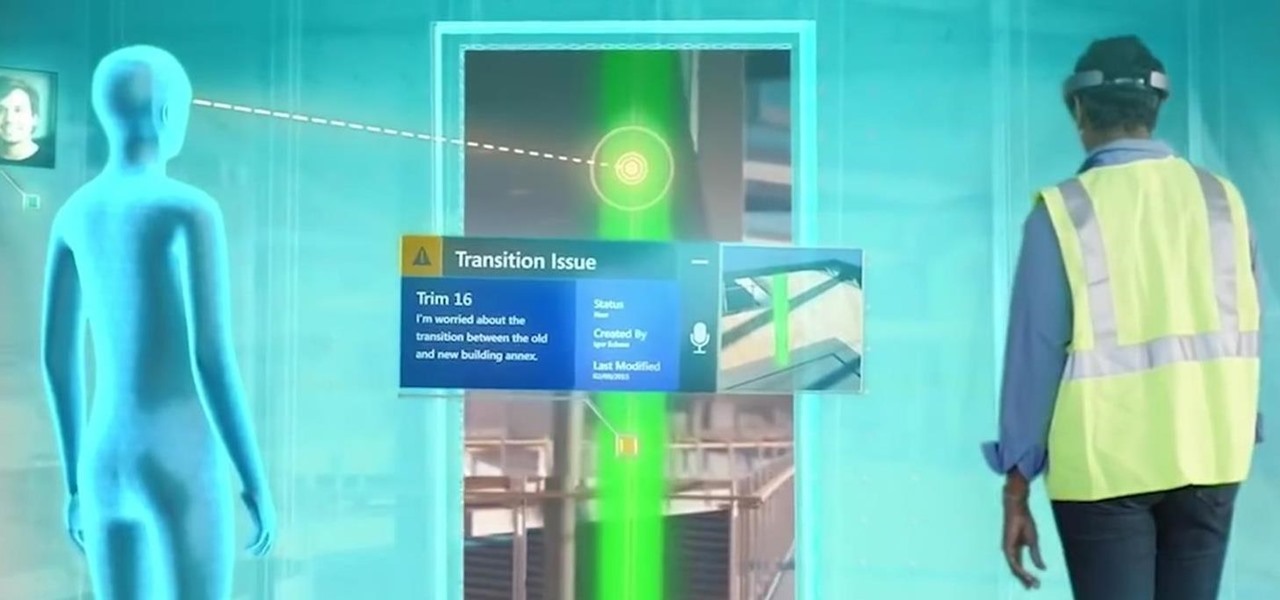 Transition Issue
Trim 16
I'm worried about the
transition between the old
and new building annex.
Status
Created By
Last Modified